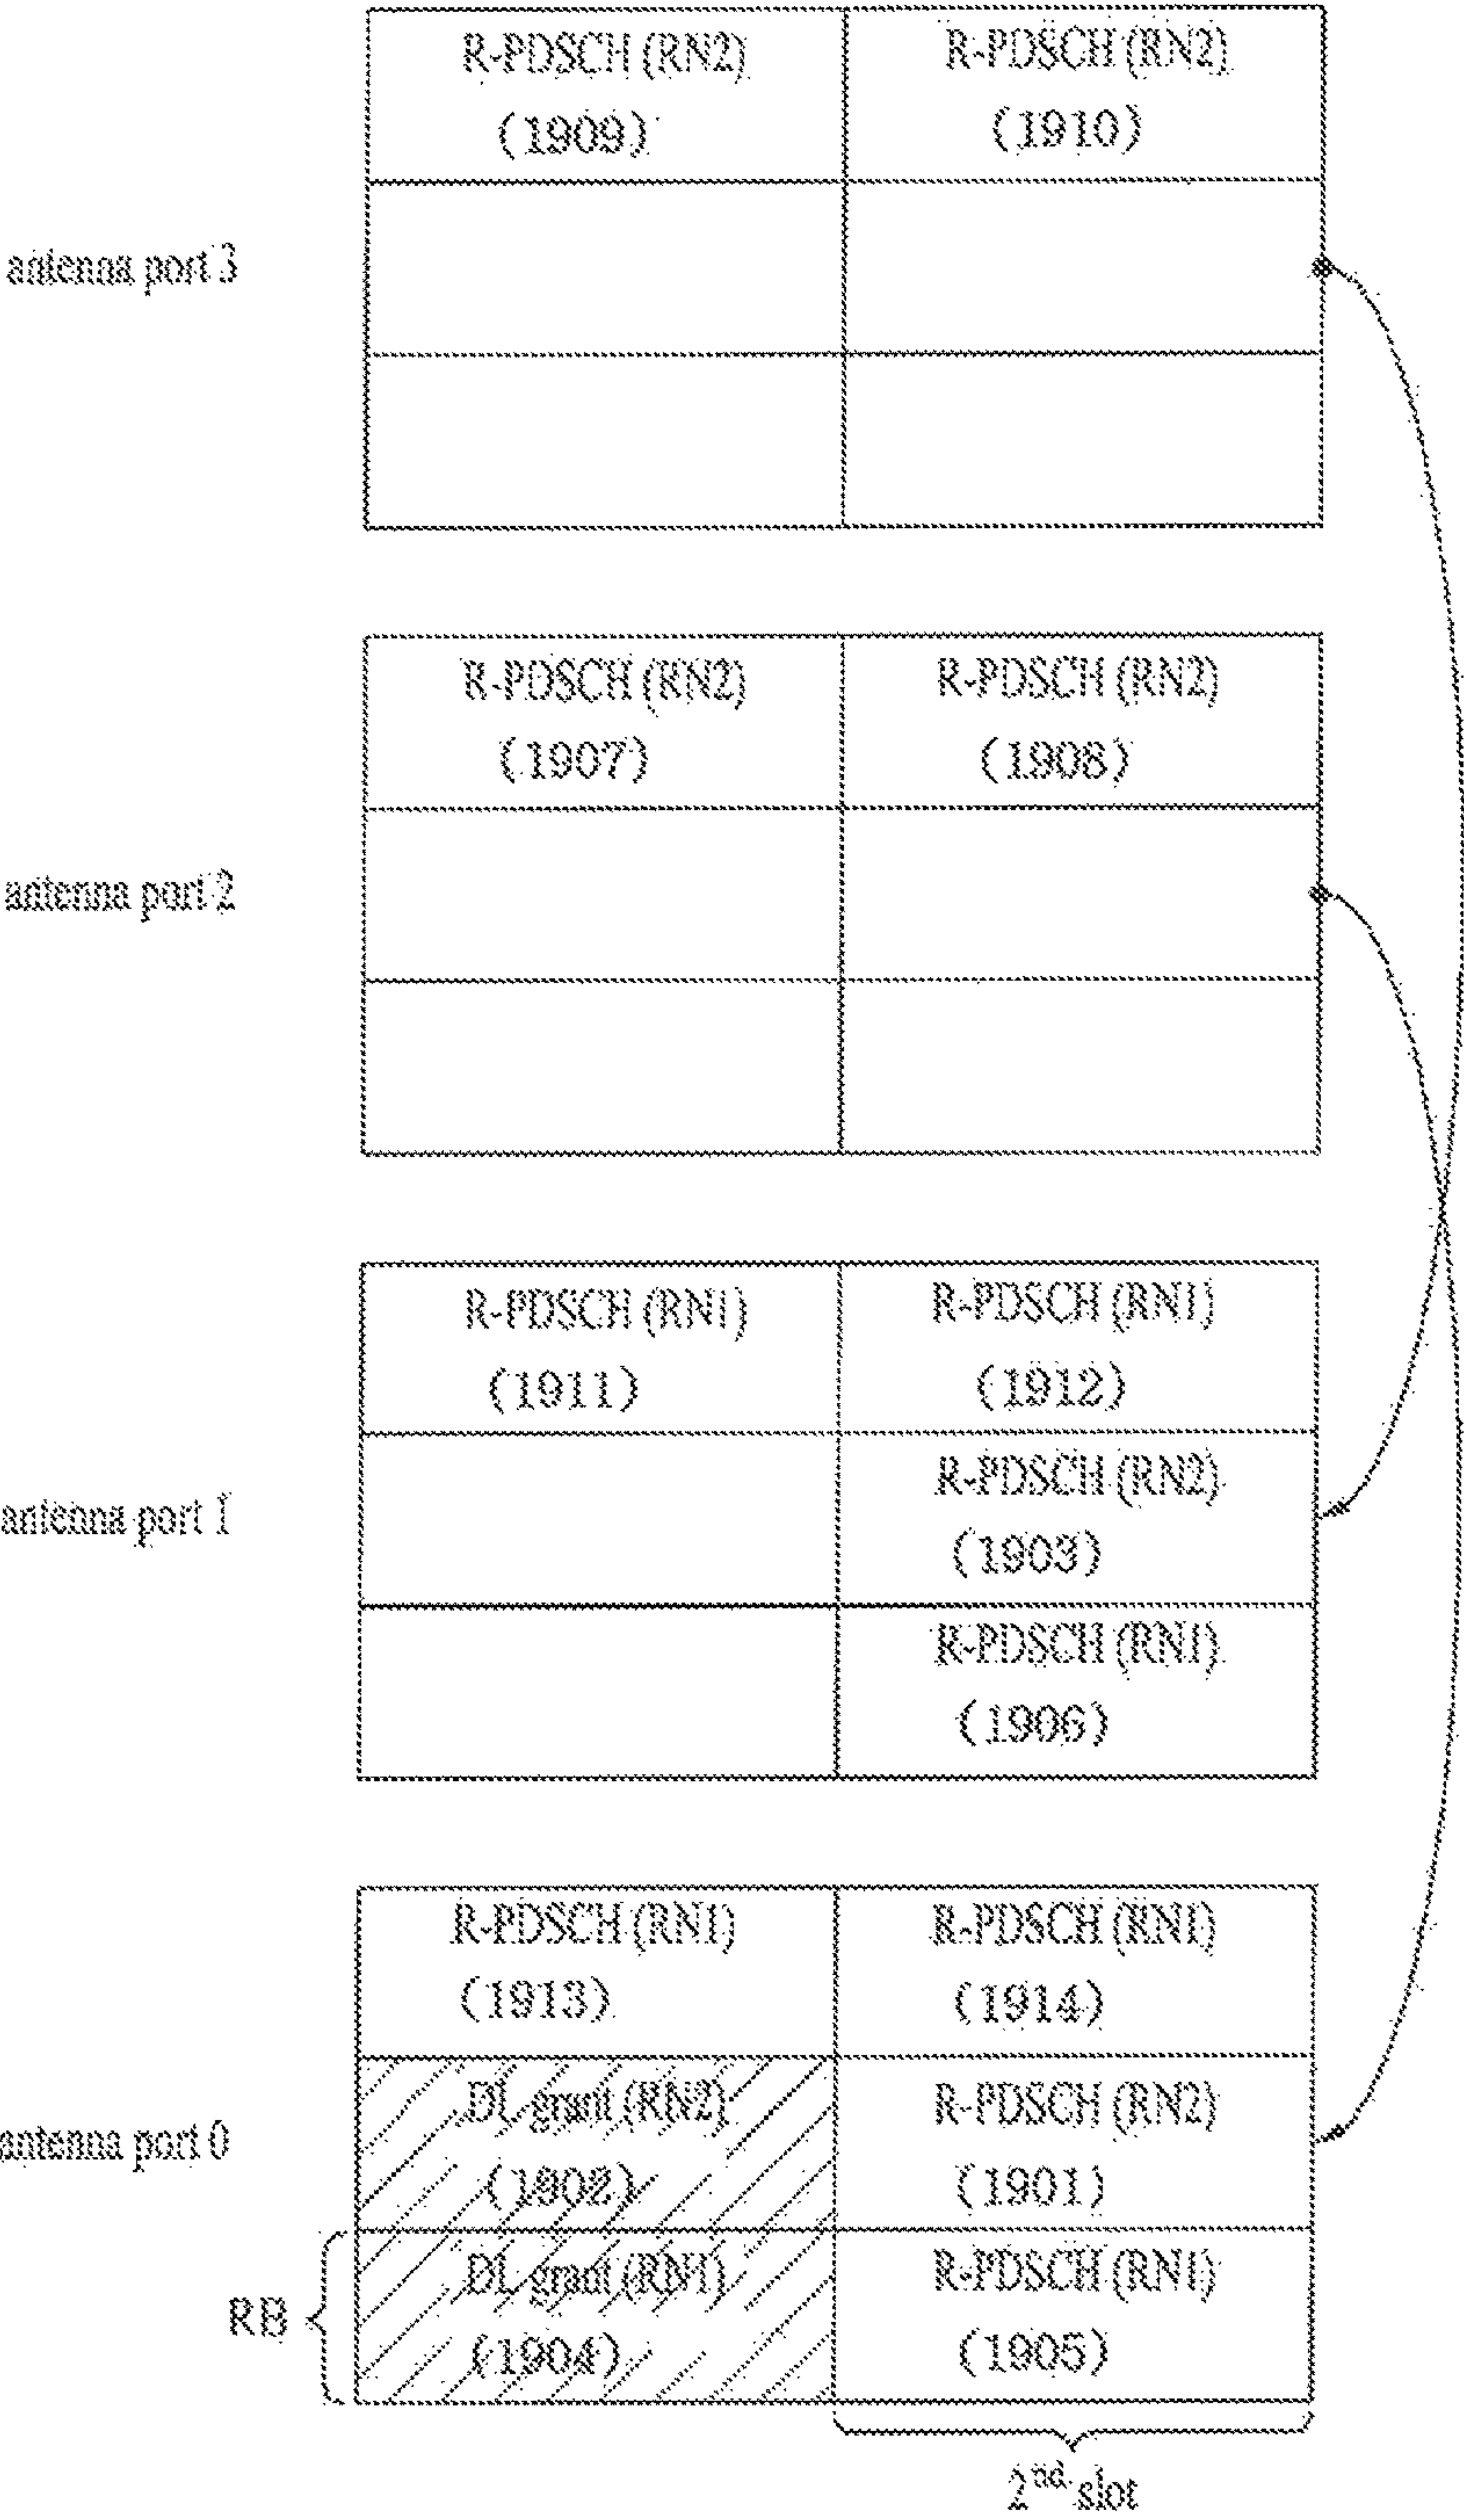 R-PDSCH (RN2) R-PDSCH (RN2)
(1909) (1910)
antenna port 3
R-PDSCH (RN2) R-PDSCH (RN2)
(1907) (1908)
antenna port 2
R-PDSCH (RN1) R-PDSCH (RN1)
(1911) (1912)
R-PDSCH (RN2)
antenna port 1
(1903)
R-PDSCH (RN1)
(1906)
R-PDSCH (RN1) R-PDSCH (RN1)
(1913) (1914)
DL grant (RN2) R-PDSCH (RN2)
antenna port 0
(1902) (1901)
DL grant (RN1) R-PDSCH (RN1)
RB
(1904) (1905)
2nd slot